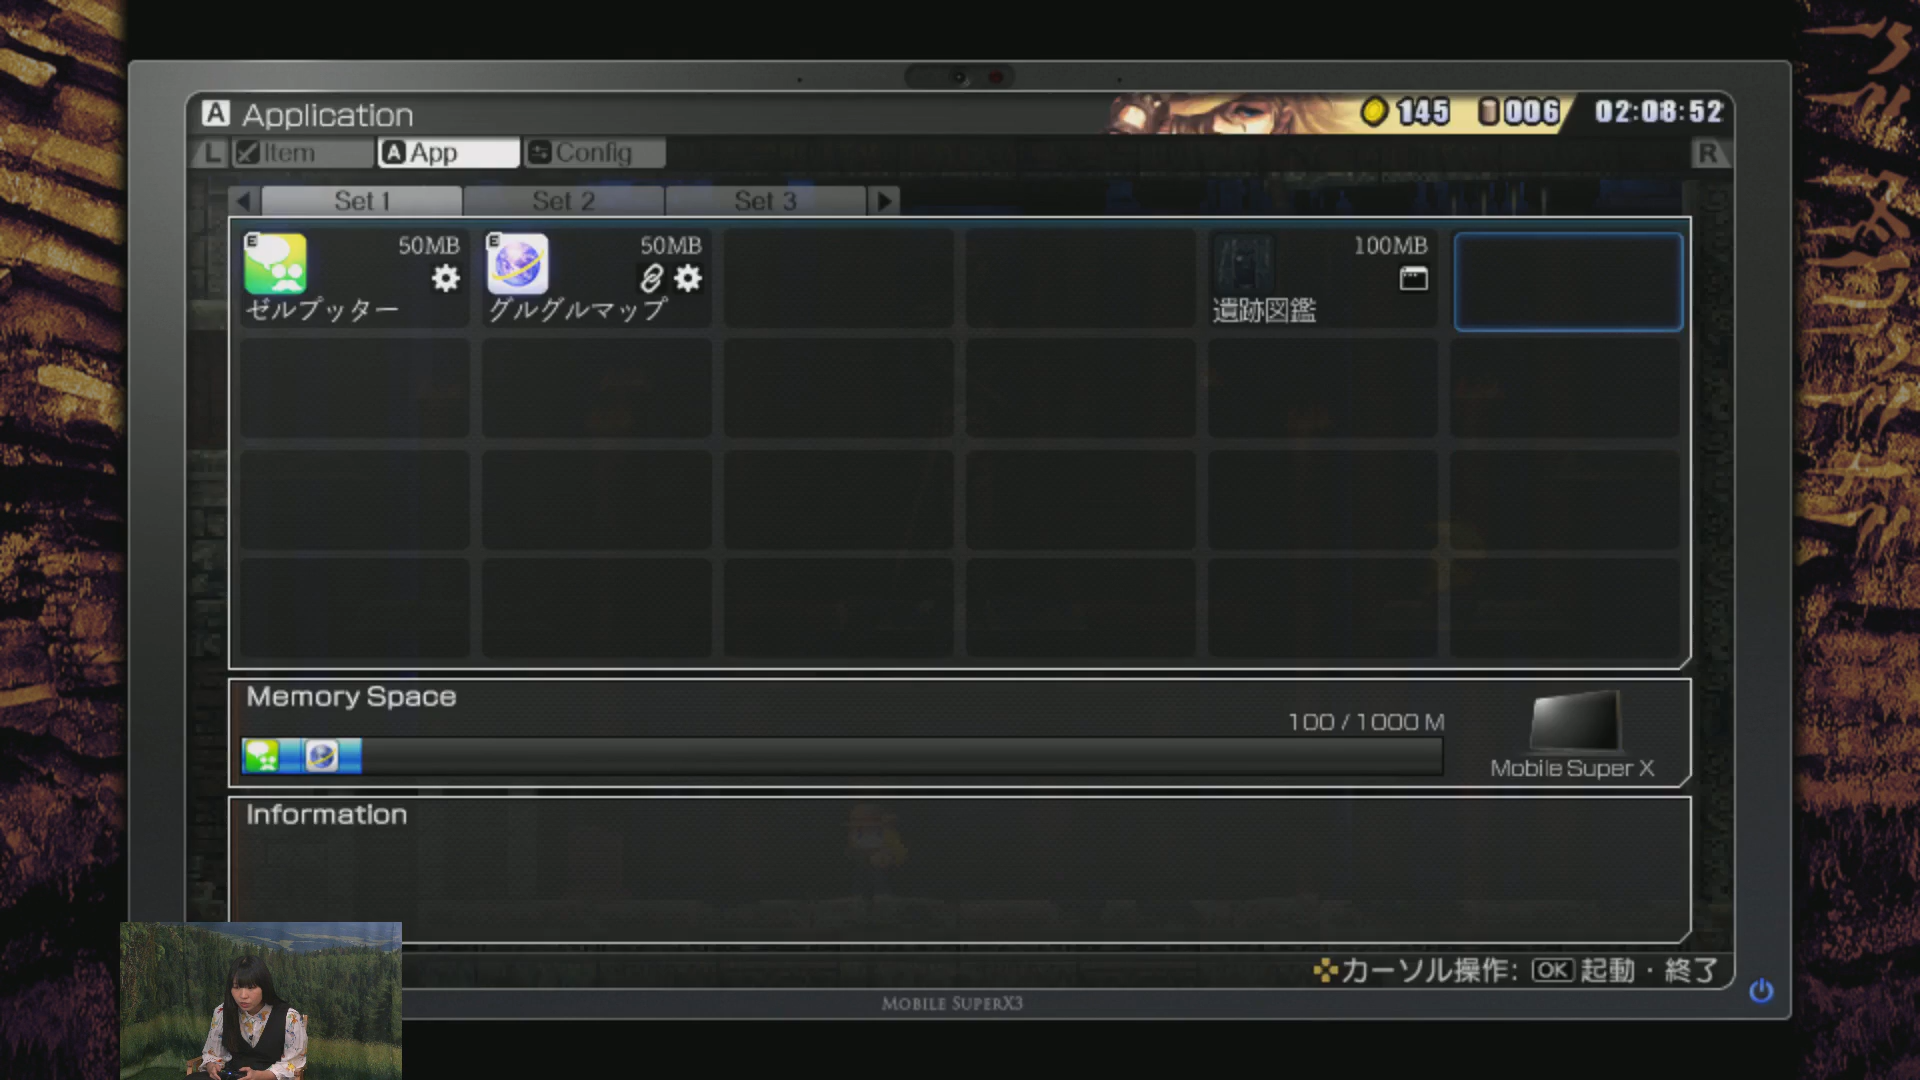 A Application
145 006 02:08:52
L Item A App Config R
Set 1 Set 2 Set 3
E 50MB E 50MB 100MB
ゼルプッター グルグルマップ 遺跡図鑑
Memory Space
100 / 1000 M
Mobile Super X
Information
カーソル操作: OK 起動・終了
MOBILE SUPERX3